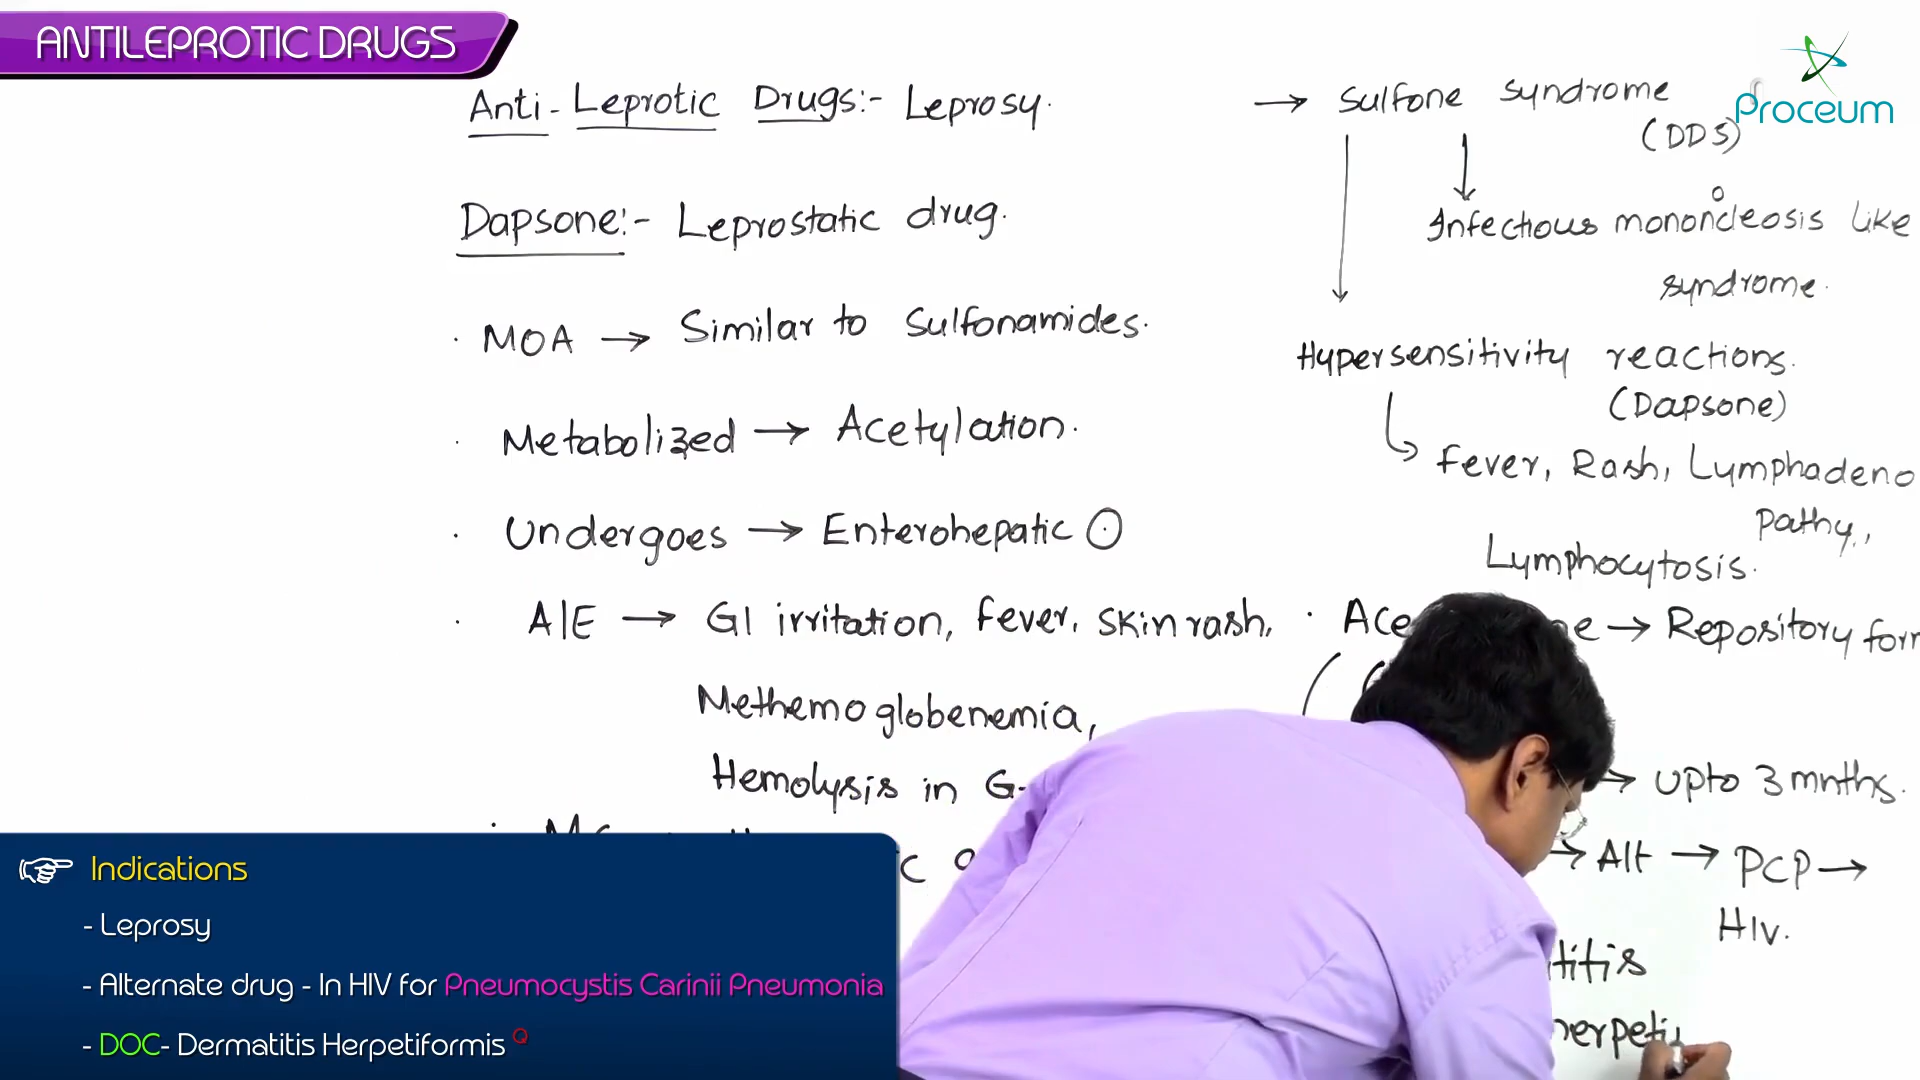 ANTILEPROTIC DRUGS
Proceum
Anti-Leprotic Drugs:- Leprosy.
Dapsone:- Leprostatic drug.
. MOA → Similar to Sulfonamides.
. Metabolized → Acetylation.
. Undergoes → Enterohepatic
. A/E → GI irritation, Fever, Skin rash,
Methemoglobenemia,
Hemolysis in G-
→ Sulfone syndrome
(DDS)
Infectious mononcleosis like
syndrome.
Hypersensitivity reactions.
(Dapsone)
Fever, Rash, Lymphadeno
pathy,
Lymphocytosis.
→ Repository form
→ upto 3 mnths.
→ Alt → PCP →
HIV.
titis
herpeti
Indications
- Leprosy
- Alternate drug - In HIV for Pneumocystis Carinii Pneumonia
- DOC- Dermatitis Herpetiformis Q